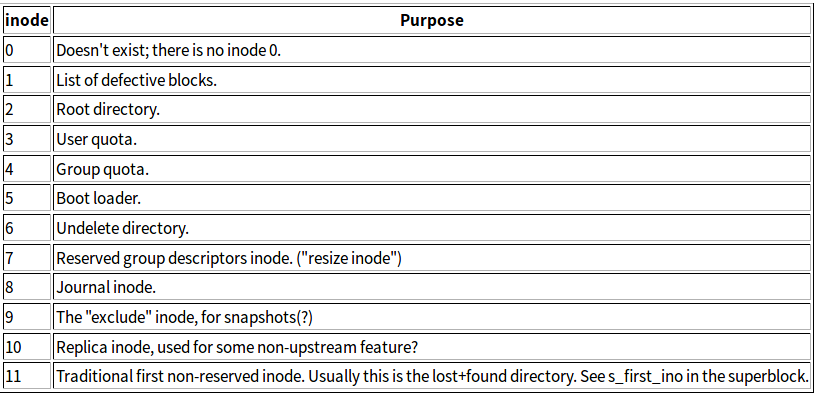 inode Purpose
0 Doesn't exist; there is no inode 0.
1 List of defective blocks.
2 Root directory.
3 User quota.
4 Group quota.
5 Boot loader.
6 Undelete directory.
7 Reserved group descriptors inode. ("resize inode")
8 Journal inode.
9 The "exclude" inode, for snapshots(?)
10 Replica inode, used for some non-upstream feature?
11 Traditional first non-reserved inode. Usually this is the lost+found directory. See s_first_ino in the superblock.